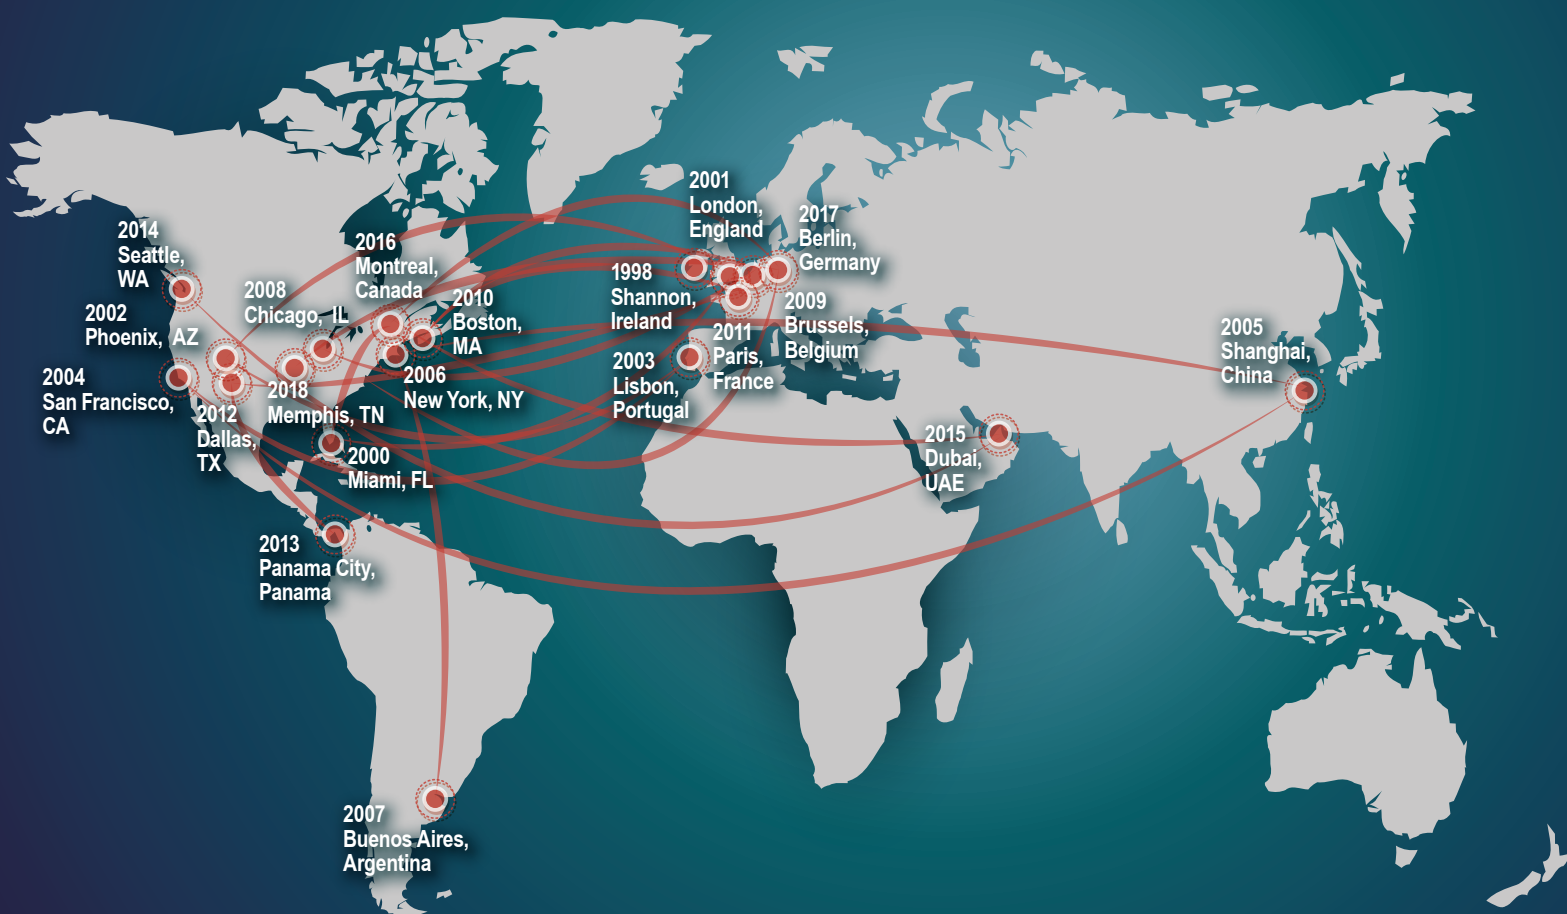 2001
London,
England
2017
Berlin,
Germany
2014
Seattle,
WA
2016
Montreal,
Canada
1998
Shannon,
Ireland
2008
Chicago, IL
2010
Boston,
MA
2009
Brussels,
Belgium
2002
Phoenix, AZ
2011
Paris,
France
2005
Shanghai,
China
2003
Lisbon,
Portugal
2004
San Francisco,
CA
2018
Memphis, TN
2006
New York, NY
2012
Dallas,
TX
2000
Miami, FL
2015
Dubai,
UAE
2013
Panama City,
Panama
2007
Buenos Aires,
Argentina